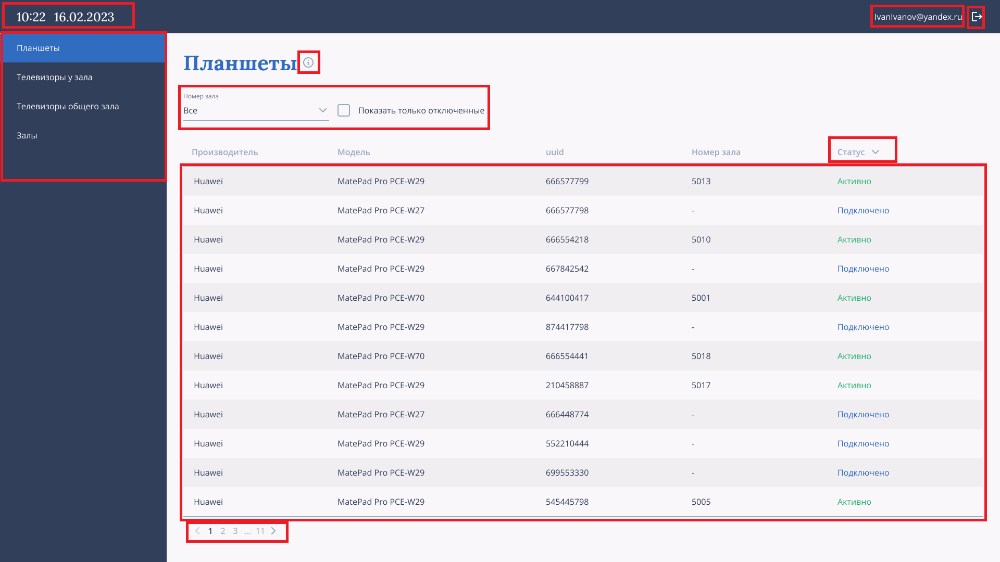 10:22 16.02.2023
IvanIvanov@yandex.ru
Планшеты
Телевизоры у зала
Телевизоры общего зала
Залы
Планшеты
Номер зала
Все
Показать только отключенные
Производитель Модель uuid Номер зала Статус
Huawei MatePad Pro PCE-W29 666577799 5013 Активно
Huawei MatePad Pro PCE-W27 666577798 - Подключено
Huawei MatePad Pro PCE-W29 666554218 5010 Активно
Huawei MatePad Pro PCE-W29 667842542 - Подключено
Huawei MatePad Pro PCE-W70 644100417 5001 Активно
Huawei MatePad Pro PCE-W29 874417798 - Подключено
Huawei MatePad Pro PCE-W70 666554441 5018 Активно
Huawei MatePad Pro PCE-W29 210458887 5017 Активно
Huawei MatePad Pro PCE-W27 666448774 - Подключено
Huawei MatePad Pro PCE-W29 552210444 - Подключено
Huawei MatePad Pro PCE-W29 699553330 - Подключено
Huawei MatePad Pro PCE-W29 545445798 5005 Активно
1 2 3 ... 11